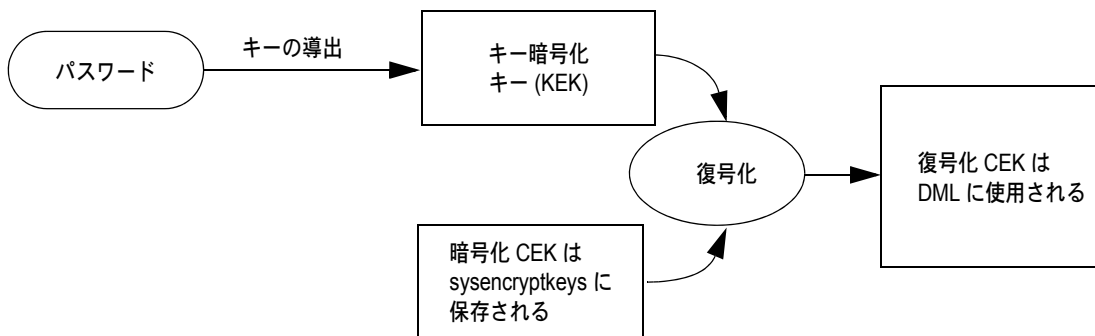 パスワード
キーの導出
キー暗号化
キー (KEK)
復号化
暗号化 CEK は
sysencryptkeys に
保存される
復号化 CEK は
DML に使用される